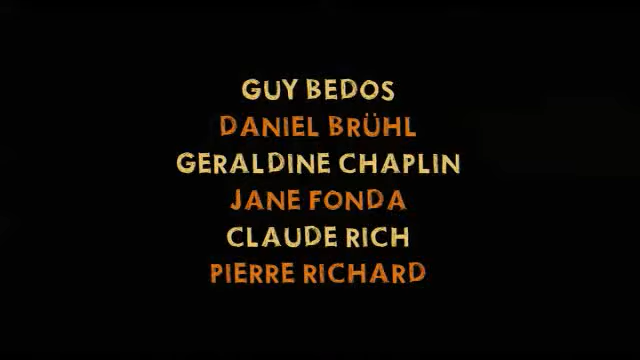 GUY BEDOS
DANIEL BRÜHL
GERALDINE CHAPLIN
JANE FONDA
CLAUDE RICH
PIERRE RICHARD